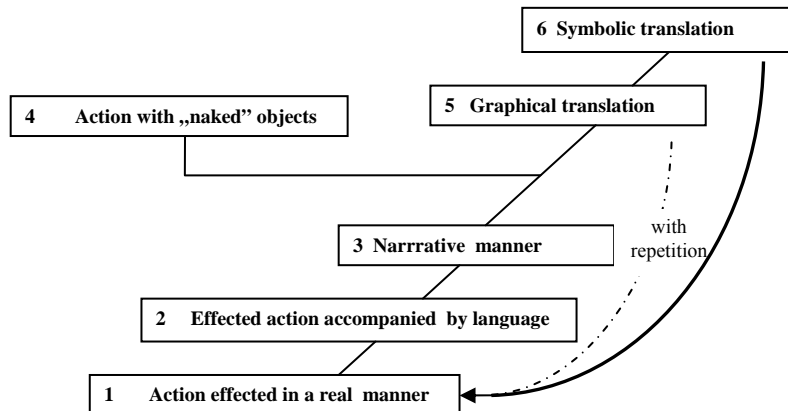 6 Symbolic translation
5 Graphical translation
4 Action with „naked” objects
with
repetition
3 Narrrative manner
2 Effected action accompanied by language
1 Action effected in a real manner